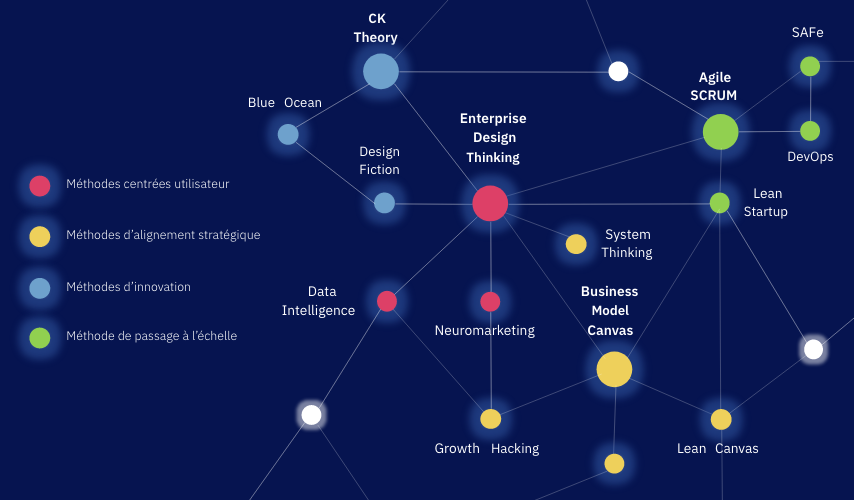 CK
Theory
SAFe
Agile
SCRUM
Blue Ocean
Enterprise
Design
Thinking
Design
Fiction
DevOps
Méthodes centrées utilisateur
Lean
Startup
Méthodes d’alignement stratégique
System
Thinking
Méthodes d’innovation
Data
Intelligence
Business
Model
Canvas
Neuromarketing
Méthode de passage à l’échelle
Growth Hacking
Lean Canvas